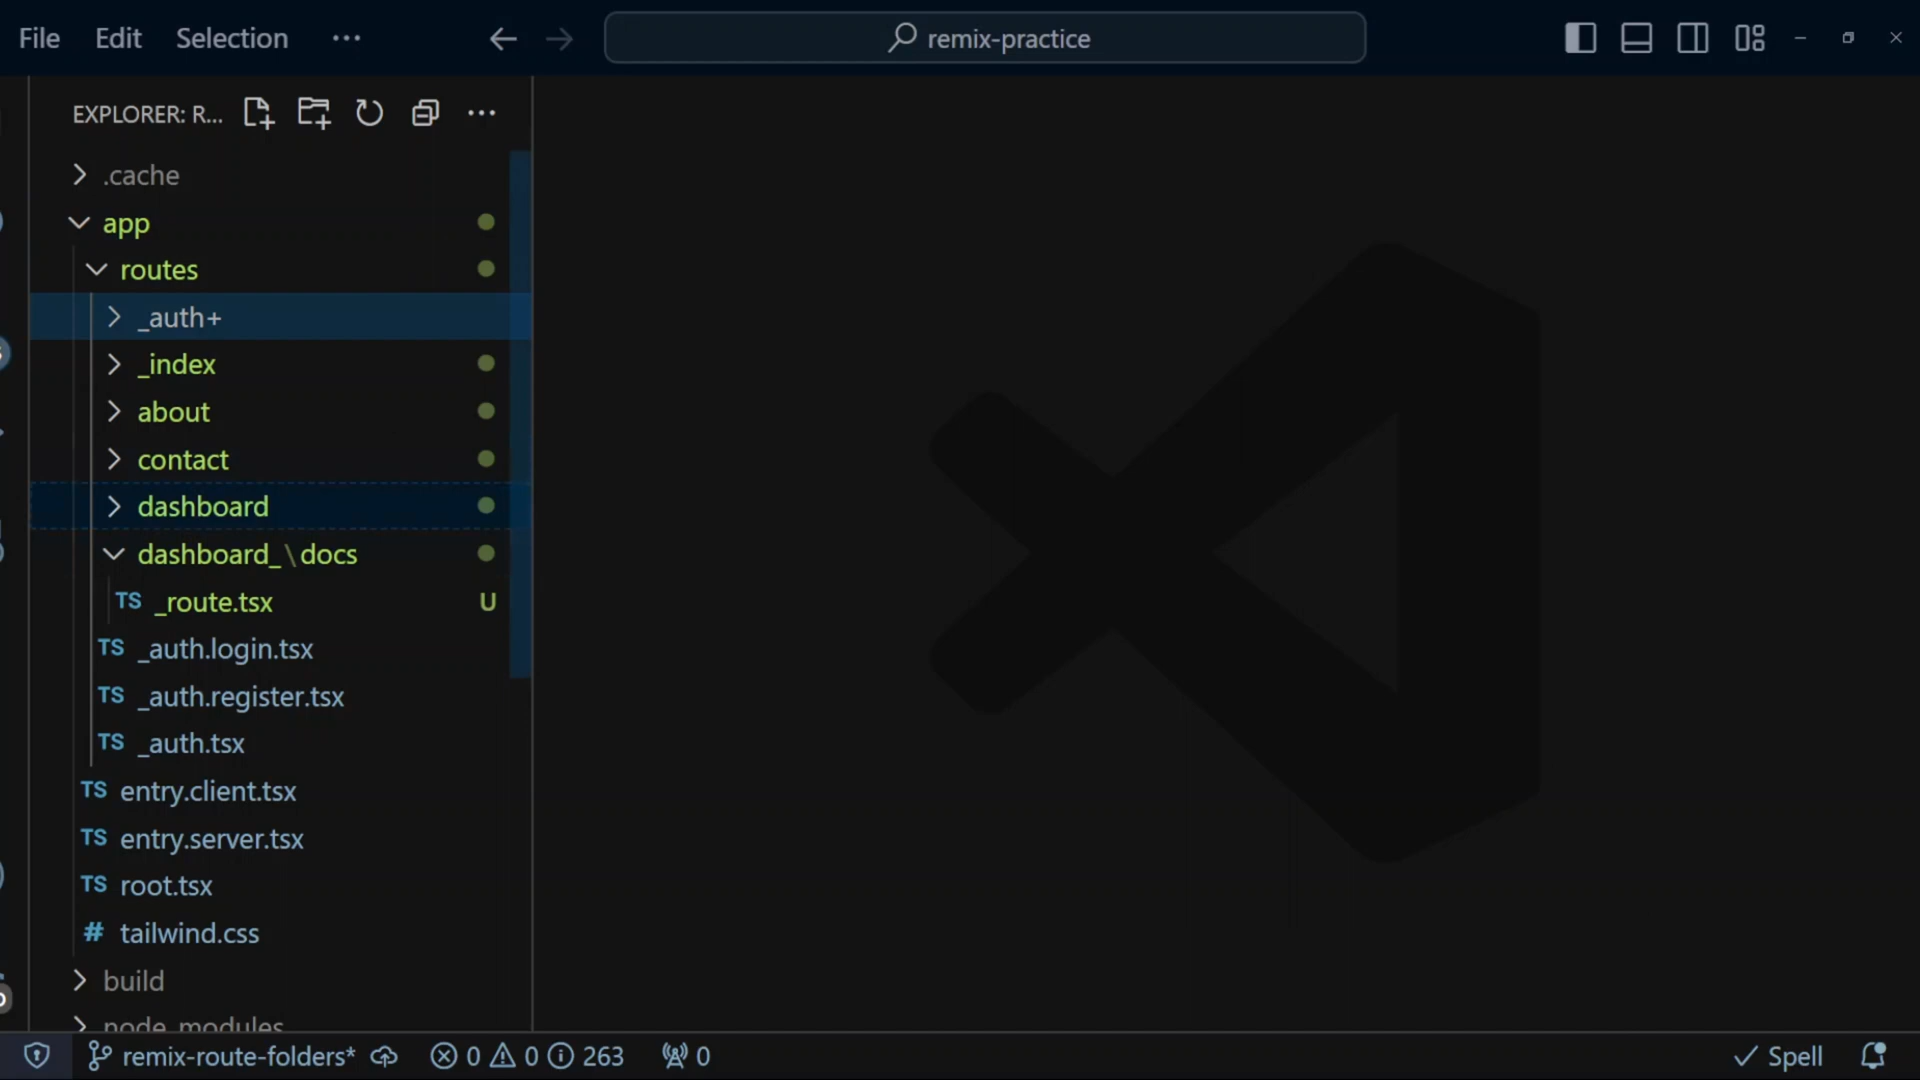 File Edit Selection ··· remix-practice
EXPLORER: R... ···
.cache
app
routes
_auth+
_index
about
contact
dashboard
dashboard_\docs
TS _route.tsx U
TS _auth.login.tsx
TS _auth.register.tsx
TS _auth.tsx
TS entry.client.tsx
TS entry.server.tsx
TS root.tsx
# tailwind.css
build
node_modules
remix-route-folders* 0 0 263 0 Spell